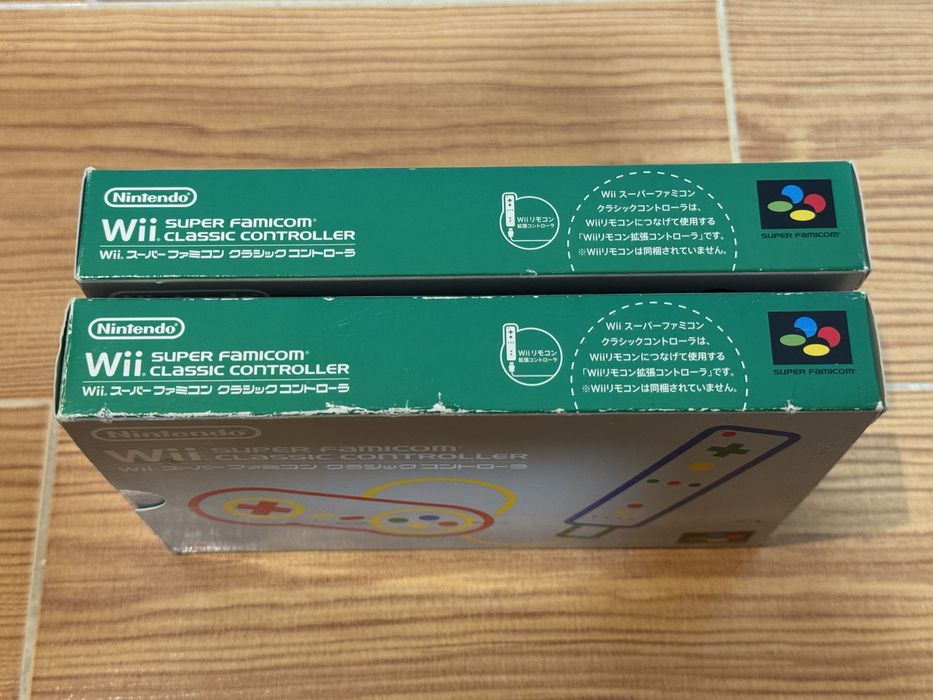 Nintendo
Wii SUPER FAMICOM
CLASSIC CONTROLLER
Wii スーパーファミコン クラシックコントローラ
Wii リモコン
拡張コントローラ
Wii スーパーファミコン
クラシックコントローラは、
Wiiリモコンにつなげて使用する
「Wiiリモコン拡張コントローラ」です。
※Wiiリモコンは同梱されていません。
SUPER FAMICOM
Nintendo
Wii SUPER FAMICOM
CLASSIC CONTROLLER
Wii スーパーファミコン クラシックコントローラ
Wii リモコン
拡張コントローラ
Wii スーパーファミコン
クラシックコントローラは、
Wiiリモコンにつなげて使用する
「Wiiリモコン拡張コントローラ」です。
※Wiiリモコンは同梱されていません。
SUPER FAMICOM
Nintendo
Wii SUPER FAMICOM
CLASSIC CONTROLLER
Wii スーパーファミコン クラシックコントローラ